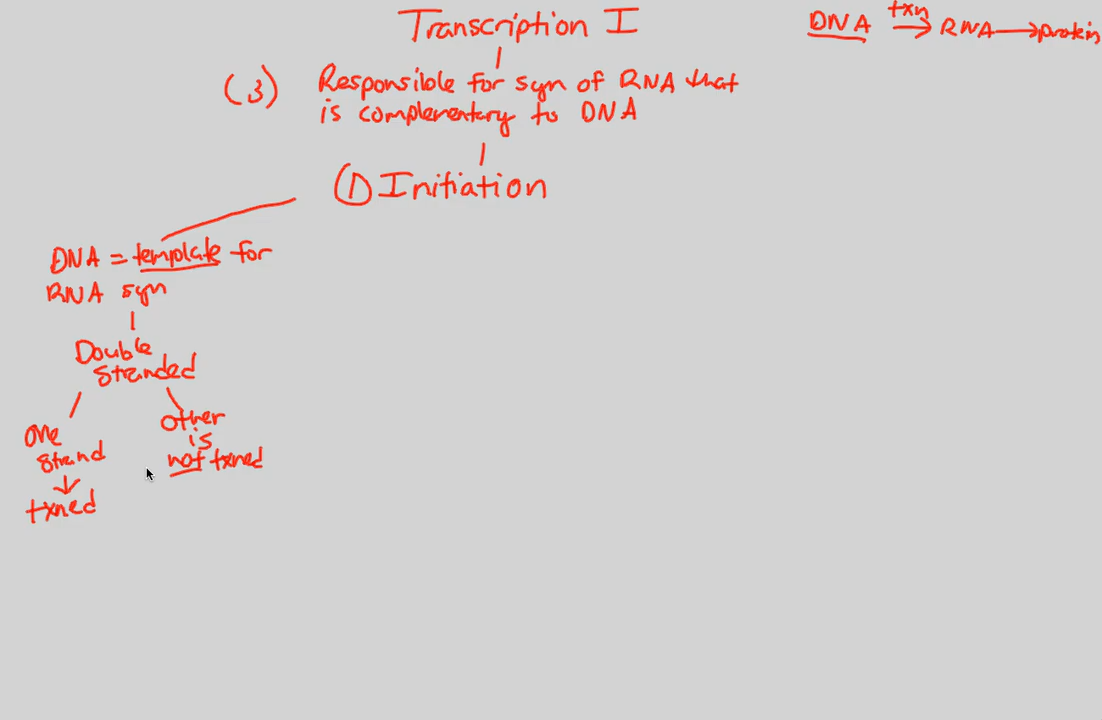 Transcription I
DNA txn → RNA → protein
(3) Responsible for syn of RNA that
is complementary to DNA
① Initiation
DNA = template for
RNA syn
Double
stranded
One
strand
↓
txned
Other
is
not txned